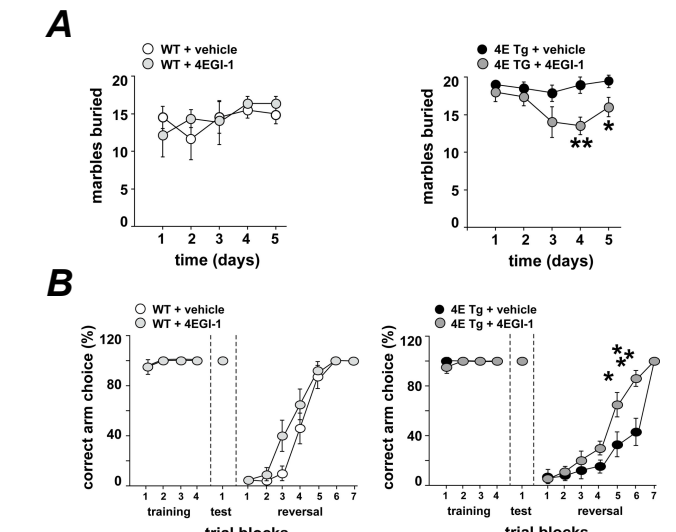 A
WT + vehicle
WT + 4EGI-1
20
15
10
5
0
marbles buried
1 2 3 4 5
time (days)
4E Tg + vehicle
4E TG + 4EGI-1
20
15
10
5
0
marbles buried
** *
1 2 3 4 5
time (days)
B
WT + vehicle
WT + 4EGI-1
120
80
40
0
correct arm choice (%)
1 2 3 4 1 1 2 3 4 5 6 7
training test reversal
trial blocks
4E Tg + vehicle
4E Tg + 4EGI-1
120
80
40
0
correct arm choice (%)
* ***
1 2 3 4 1 1 2 3 4 5 6 7
training test reversal
trial blocks